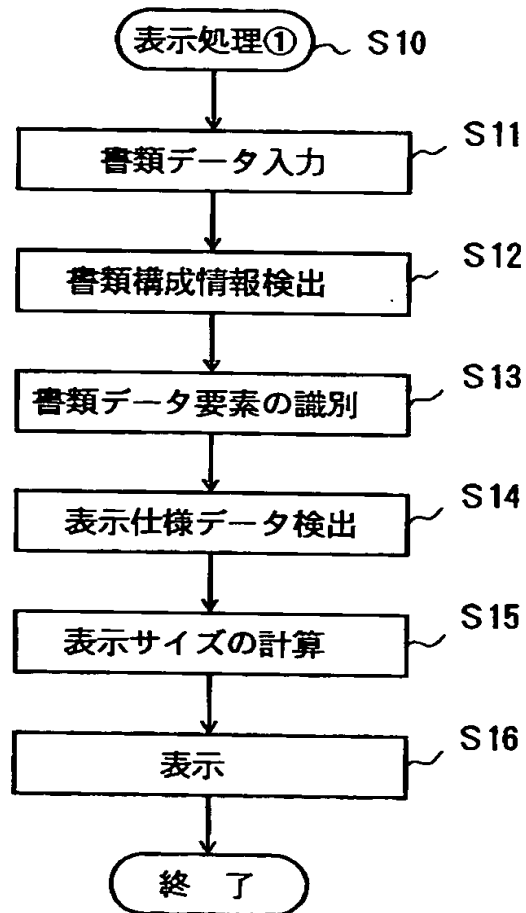 表示処理① S10
書類データ入力 S11
書類構成情報検出 S12
書類データ要素の識別 S13
表示仕様データ検出 S14
表示サイズの計算 S15
表示 S16
終 了